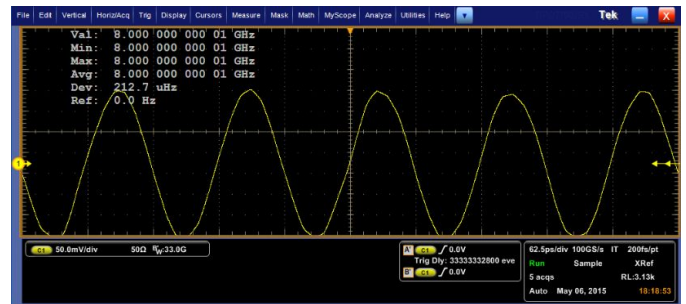 File Edit Vertical Horiz/Acq Trig Display Cursors Measure Mask Math MyScope Analyze Utilities Help Tek X
Val: 8.000 000 000 01 GHz
Min: 8.000 000 000 01 GHz
Max: 8.000 000 000 01 GHz
Avg: 8.000 000 000 01 GHz
Dev: 212.7 uHz
Ref: 0.0 Hz
1
C1 50.0mV/div 50Ω BW:33.0G
A' C1 0.0V
Trig Dly: 33333332800 eve
B' C1 0.0V
62.5ps/div 100GS/s IT 200fs/pt
Run Sample XRef
5 acqs RL:3.13k
Auto May 06, 2015 18:18:53